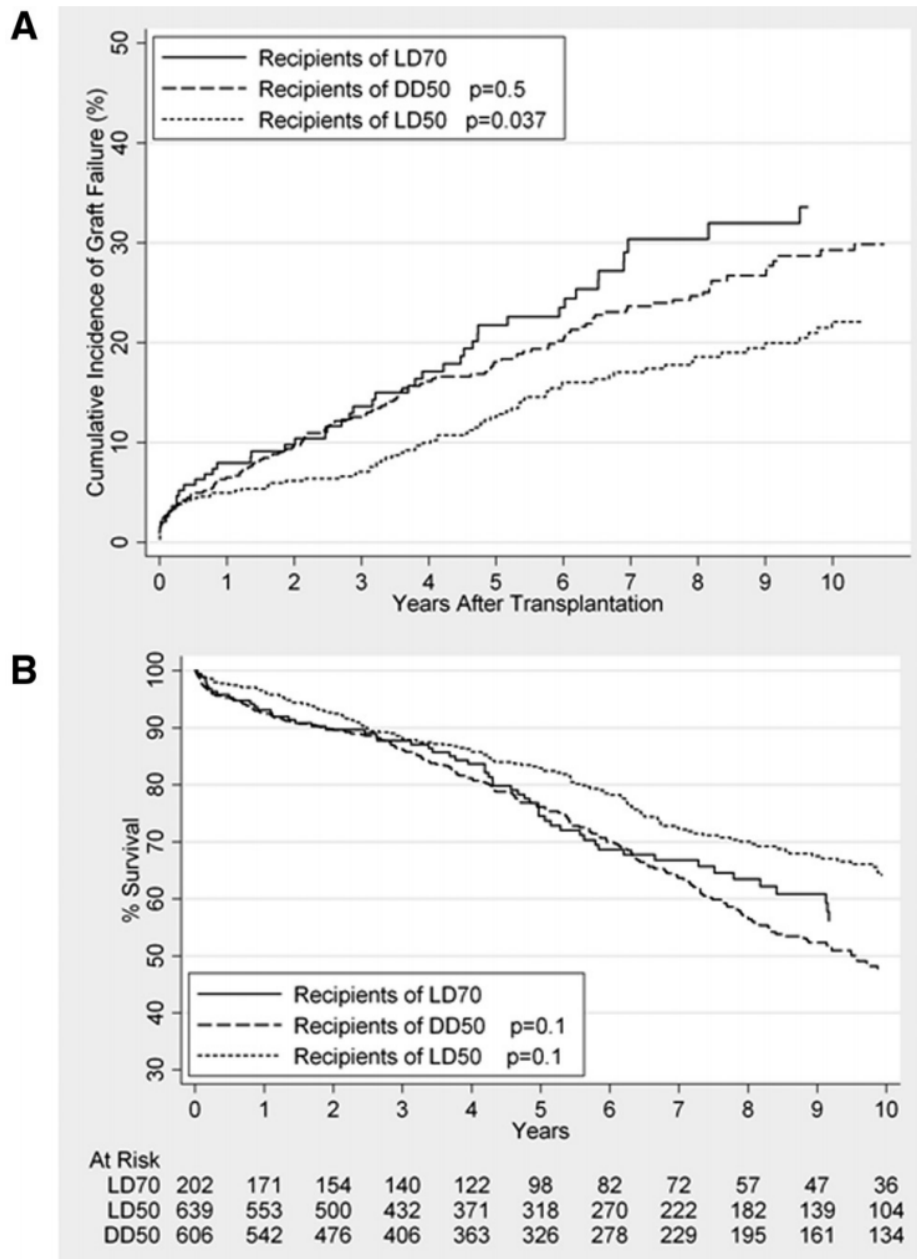 A
Recipients of LD70
Recipients of DD50 p=0.5
Recipients of LD50 p=0.037
Cumulative Incidence of Graft Failure (%)
50
40
30
20
10
0
0 1 2 3 4 5 6 7 8 9 10
Years After Transplantation
B
% Survival
100
90
80
70
60
50
40
30
Recipients of LD70
Recipients of DD50 p=0.1
Recipients of LD50 p=0.1
0 1 2 3 4 5 6 7 8 9 10
Years
At Risk
LD70 202 171 154 140 122 98 82 72 57 47 36
LD50 639 553 500 432 371 318 270 222 182 139 104
DD50 606 542 476 406 363 326 278 229 195 161 134